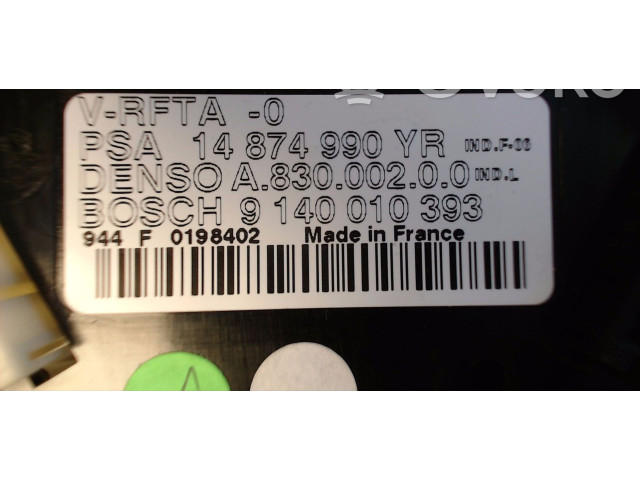 V-RFTA -0
PSA 14 874 990 YR IND.F-00
DENSO A.830.002.0.0 IND.L
BOSCH 9 140 010 393
944 F 0198402 Made in France